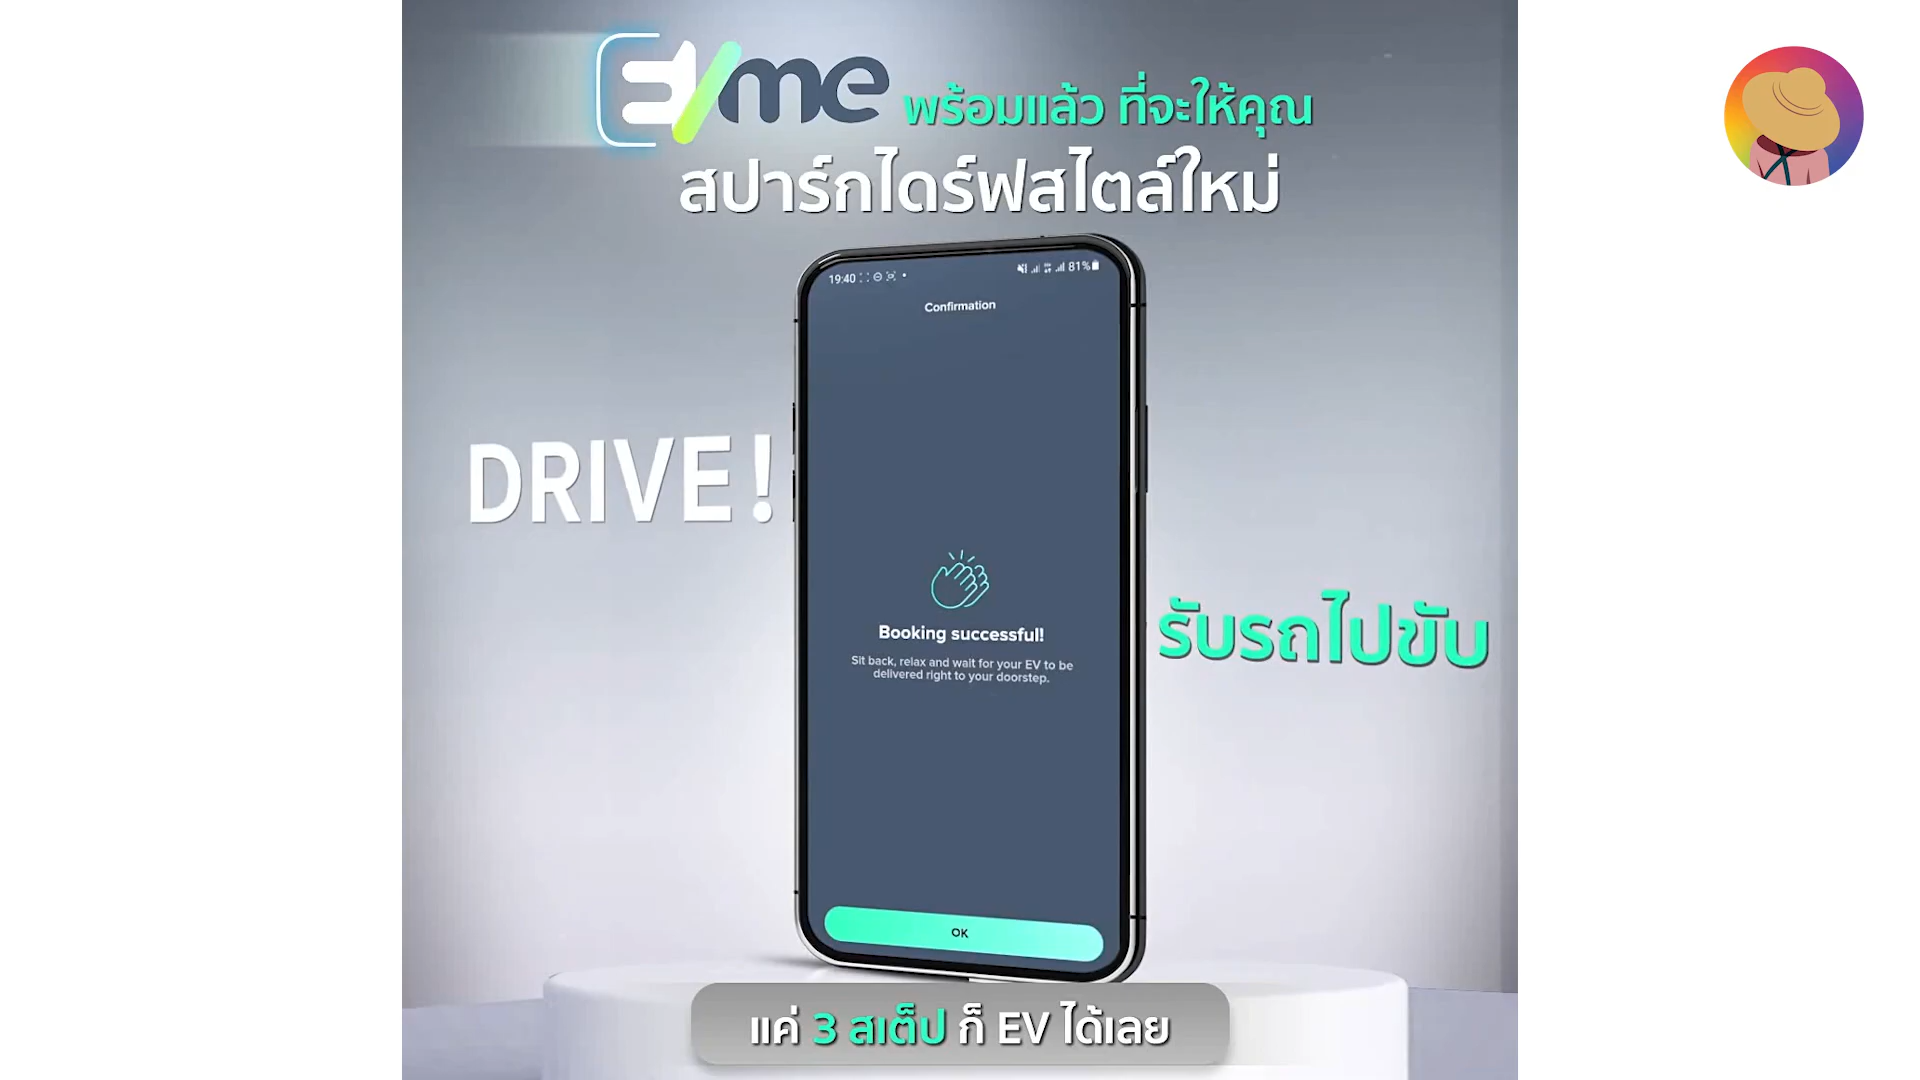 EVme พร้อมแล้ว ที่จะให้คุณ
สปาร์กไดร์ฟสไตล์ใหม่
19:40
81%
Confirmation
DRIVE!
Booking successful!
Sit back, relax and wait for your EV to be
delivered right to your doorstep.
รับรถไปขับ
OK
แค่ 3 สเต็ป ก็ EV ได้เลย